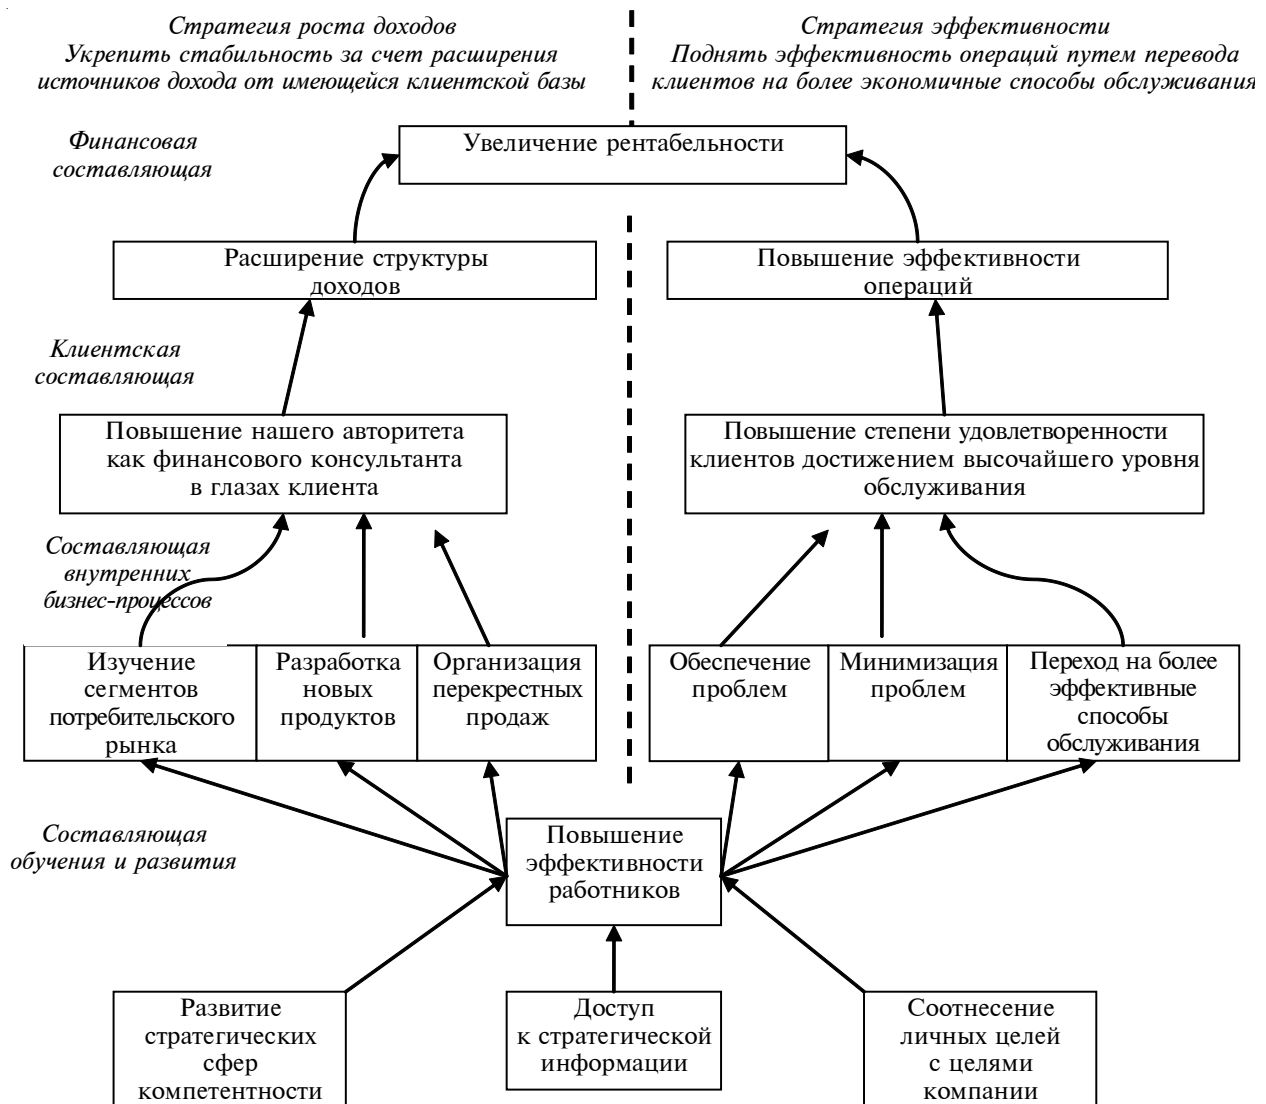 Стратегия роста доходов
Укрепить стабильность за счет расширения
источников дохода от имеющейся клиентской базы
Стратегия эффективности
Поднять эффективность операций путем перевода
клиентов на более экономичные способы обслуживания
Финансовая
составляющая
Увеличение рентабельности
Расширение структуры
доходов
Повышение эффективности
операций
Клиентская
составляющая
Повышение нашего авторитета
как финансового консультанта
в глазах клиента
Повышение степени удовлетворенности
клиентов достижением высочайшего уровня
обслуживания
Составляющая
внутренних
бизнес-процессов
Изучение
сегментов
потребительского
рынка
Разработка
новых
продуктов
Организация
перекрестных
продаж
Обеспечение
проблем
Минимизация
проблем
Переход на более
эффективные
способы
обслуживания
Составляющая
обучения и развития
Повышение
эффективности
работников
Развитие
стратегических
сфер
компетентности
Доступ
к стратегической
информации
Соотнесение
личных целей
с целями
компании